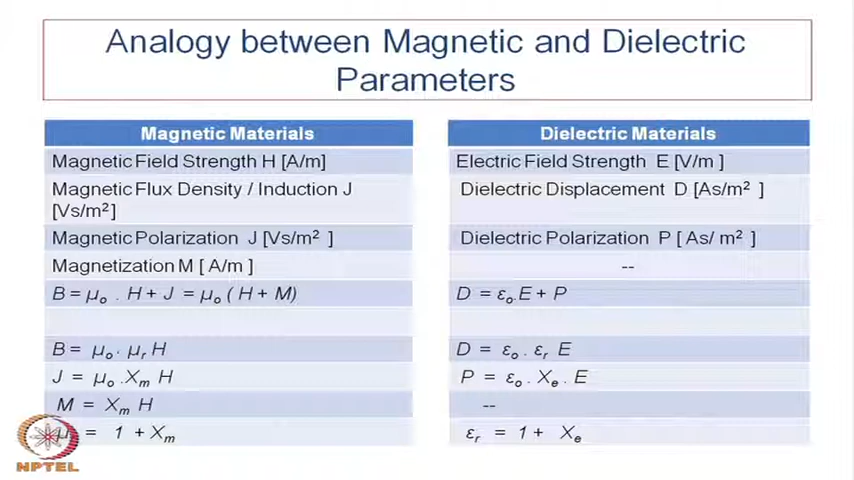 Analogy between Magnetic and Dielectric
Parameters
Magnetic Materials
Magnetic Field Strength H [A/m]
Magnetic Flux Density / Induction J
[Vs/m²]
Magnetic Polarization J [Vs/m² ]
Magnetization M [ A/m ]
B = μₒ . H + J = μₒ ( H + M)
B = μₒ. μᵣ H
J = μₒ .Xₘ H
M = Xₘ H
μ = 1 + Xₘ
Dielectric Materials
Electric Field Strength E [V/m ]
Dielectric Displacement D [As/m² ]
Dielectric Polarization P [ As/ m² ]
--
D = εₒ.E + P
D = εₒ . εᵣ E
P = εₒ . Xₑ . E
--
εᵣ = 1 + Xₑ
NPTEL